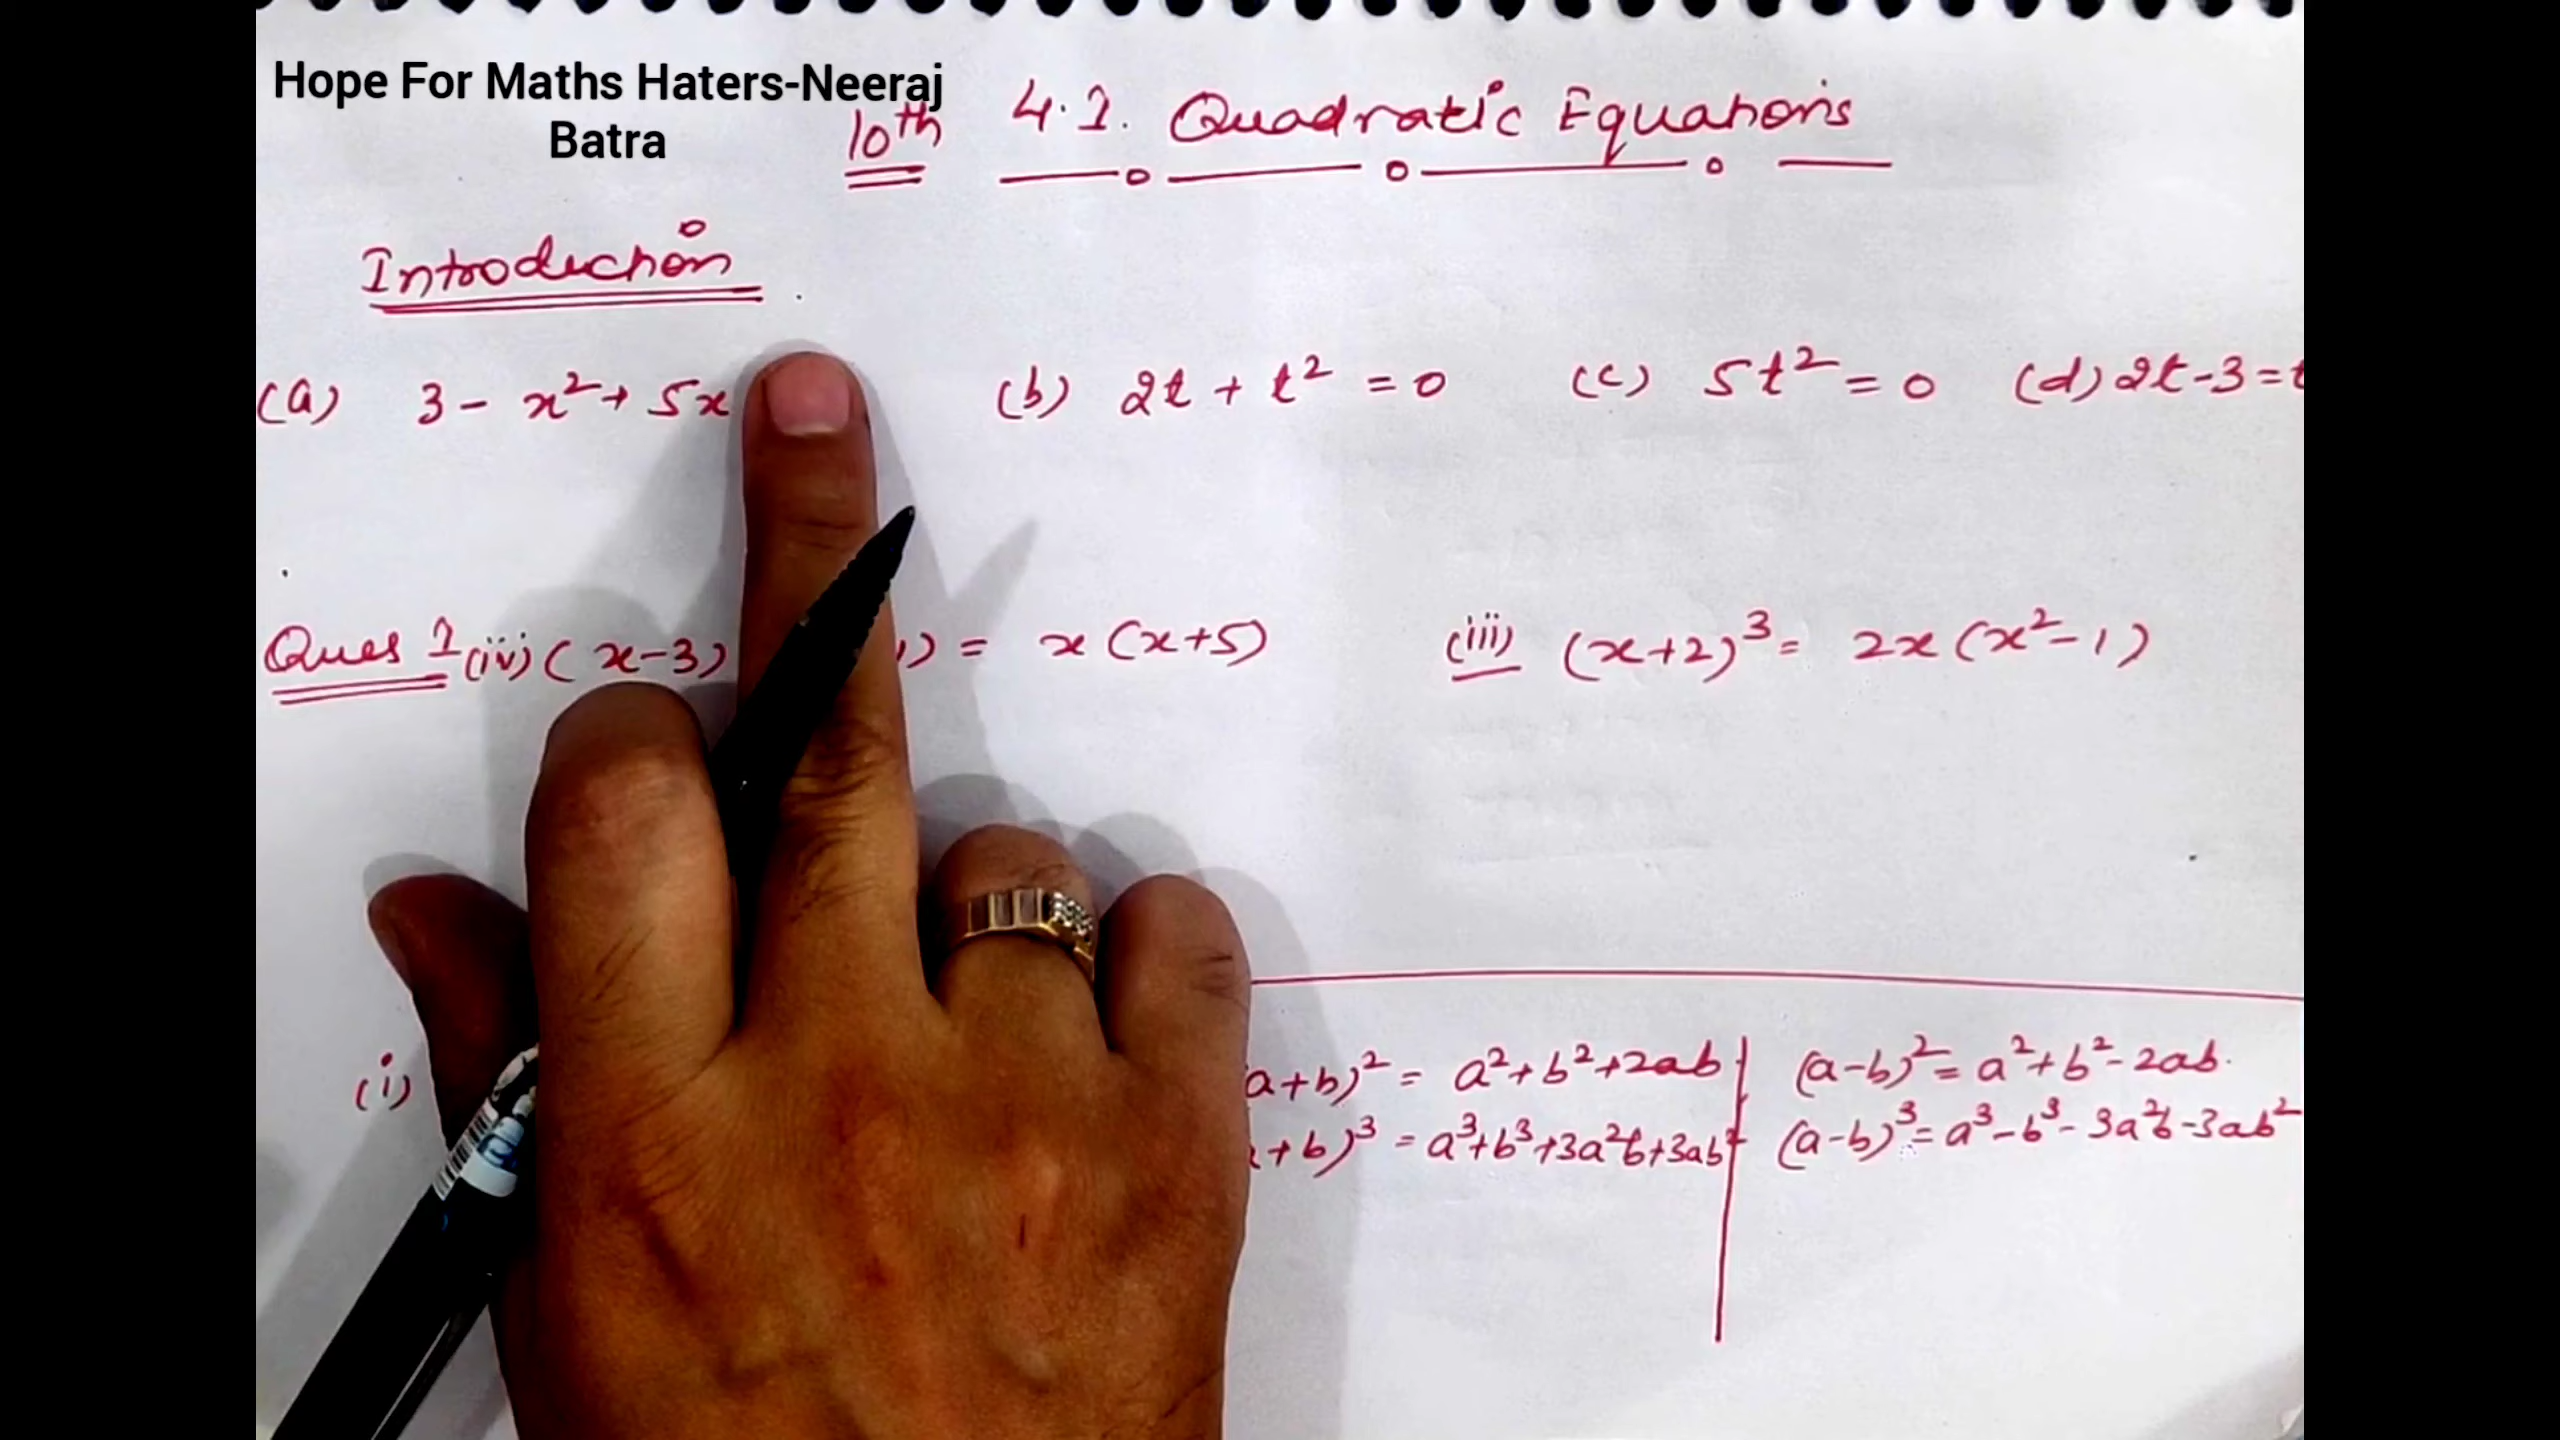 Hope For Maths Haters-Neeraj
Batra
10th 4.1. Quadratic Equations
Introduction
(a) 3 - x² + 5x (b) 2t + t² = 0 (c) 5t² = 0 (d) 2t - 3 =
Ques 1 (iv) (x-3) 1) = x (x+5) (iii) (x+2)³ = 2x (x² - 1)
(i) a+b)² = a² + b² + 2ab (a-b)² = a² + b² - 2ab.
+ b)³ = a³ + b³ + 3a²b + 3ab² (a-b)³ = a³ - b³ - 3a²b - 3ab²